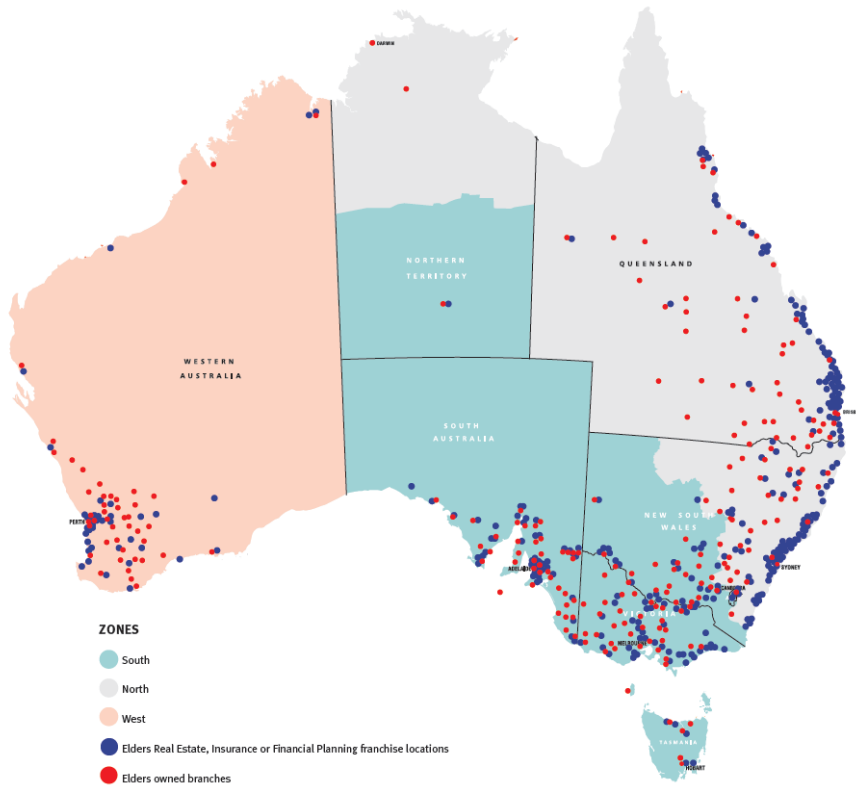 DARWIN
NORTHERN
TERRITORY
QUEENSLAND
WESTERN
AUSTRALIA
SOUTH
AUSTRALIA
NEW SOUTH
WALES
PERTH
ADELAIDE
SYDNEY
CANBERRA
VICTORIA
MELBOURNE
TASMANIA
HOBART
ZONES
South
North
West
Elders Real Estate, Insurance or Financial Planning franchise locations
Elders owned branches